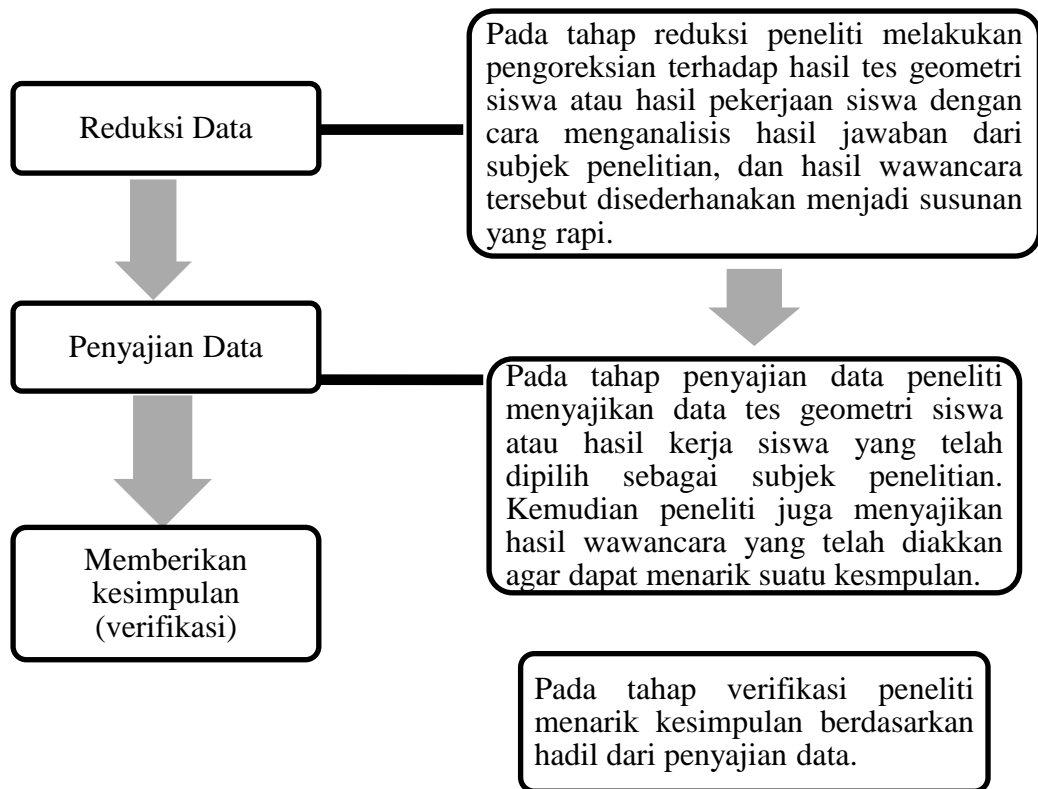 Reduksi Data
Pada tahap reduksi peneliti melakukan
pengoreksian terhadap hasil tes geometri
siswa atau hasil pekerjaan siswa dengan
cara menganalisis hasil jawaban dari
subjek penelitian, dan hasil wawancara
tersebut disederhanakan menjadi susunan
yang rapi.
Penyajian Data
Pada tahap penyajian data peneliti
menyajikan data tes geometri siswa
atau hasil kerja siswa yang telah
dipilih sebagai subjek penelitian.
Kemudian peneliti juga menyajikan
hasil wawancara yang telah diakkan
agar dapat menarik suatu kesmpulan.
Memberikan
kesimpulan
(verifikasi)
Pada tahap verifikasi peneliti
menarik kesimpulan berdasarkan
hadil dari penyajian data.